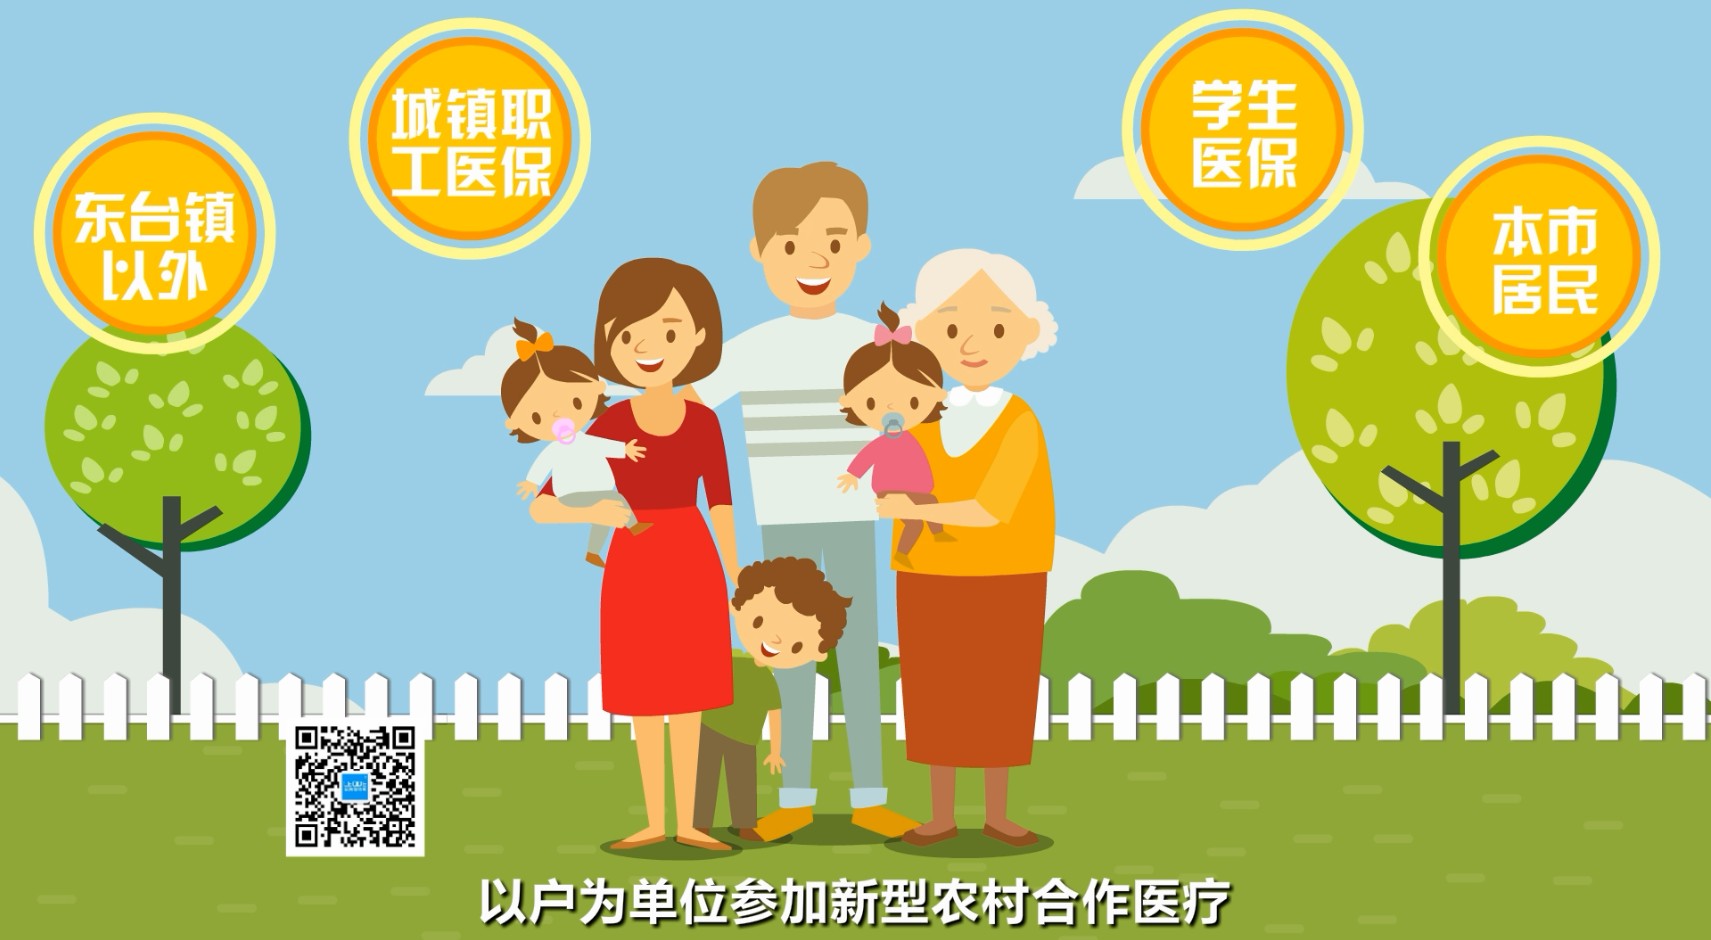 东台镇
以外
城镇职
工医保
学生
医保
本市
居民
以户为单位参加新型农村合作医疗